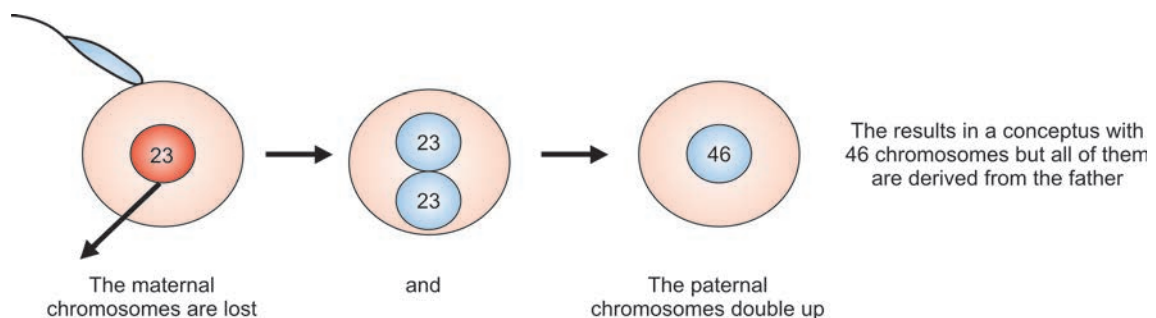 23
23
23
46
The results in a conceptus with
46 chromosomes but all of them
are derived from the father
The maternal
chromosomes are lost
and
The paternal
chromosomes double up